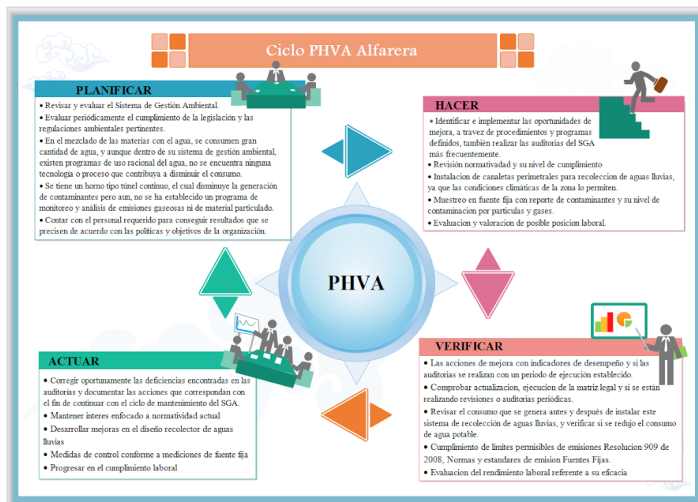 Ciclo PHVA Alfarera
PLANIFICAR
• Revisar y evaluar el Sistema de Gestión Ambiental.
• Evaluar periódicamente el cumplimiento de la legislación y las
regulaciones ambientales pertinentes.
• En el mezclado de las materias con el agua, se consumen gran
cantidad de agua, y aunque dentro de su sistema de gestión ambiental,
existen programas de uso racional del agua, no se encuentra ninguna
tecnología o proceso que contribuya a disminuir el consumo.
• Se tiene un horno tipo túnel continuo, el cual disminuye la generación
de contaminantes pero aun, no se ha establecido un programa de
monitoreo y análisis de emisiones gaseosas ni de material particulado.
• Contar con el personal requerido para conseguir resultados que se
precisen de acuerdo con las políticas y objetivos de la organización.
HACER
• Identificar e implementar las oportunidades de
mejora, a travez de procedimientos y programas
definidos, también realizar las auditorias del SGA
más frecuentemente.
• Revisión normativadad y su nivel de cumplimiento
• Instalacion de canaletas perimetrales para recoleccion de aguas lluvias,
ya que las condiciones climáticas de la zona lo permiten.
• Muestreo en fuente fija con reporte de contaminantes y su nivel de
contaminacion por particulas y gases.
• Evaluacion y valoracion de posible posicion laboral.
PHVA
ACTUAR
• Corregir oportunamente las deficiencias encontradas en las
auditorias y documentar las acciones que correspondan con
el fin de continuar con el ciclo de mantenimiento del SGA.
• Mantener interes enfocado a normatividad actual
• Desarrollar mejoras en el diseño recolector de aguas
lluvias
• Medidas de control conforme a mediciones de fuente fija
• Progresar en el cumplimiento laboral
VERIFICAR
• Las acciones de mejora con indicadores de desempeño y si las
auditorias se realizan con un periodo de ejecución establecido.
• Comprobar actualizacion, ejecucion de la matriz legal y si se están
realizando revisiones o auditorias periódicas.
• Revisar el consumo que se genera antes y después de instalar este
sistema de recolección de aguas lluvias, y verificar si se redujo el consumo
de agua potable.
• Cumplimiento de limites permisibles de emisiones Resolucion 909 de
2008, Normas y estandares de emision Fuentes Fijas.
• Evaluacion del rendimiento laboral referente a su eficacia